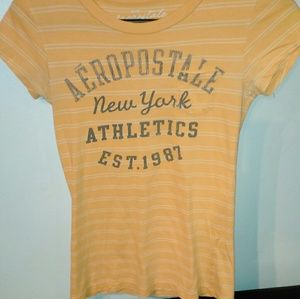 AÉROPOSTALE
New York
ATHLETICS
EST. 1987